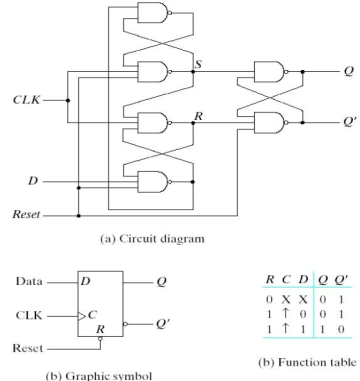 S
Q
CLK
R
Q'
D
Reset
(a) Circuit diagram
Data D Q
CLK C
R Q'
Reset
(b) Graphic symbol
R C D Q Q'
0 X X 0 1
1 ↑ 0 0 1
1 ↑ 1 1 0
(b) Function table